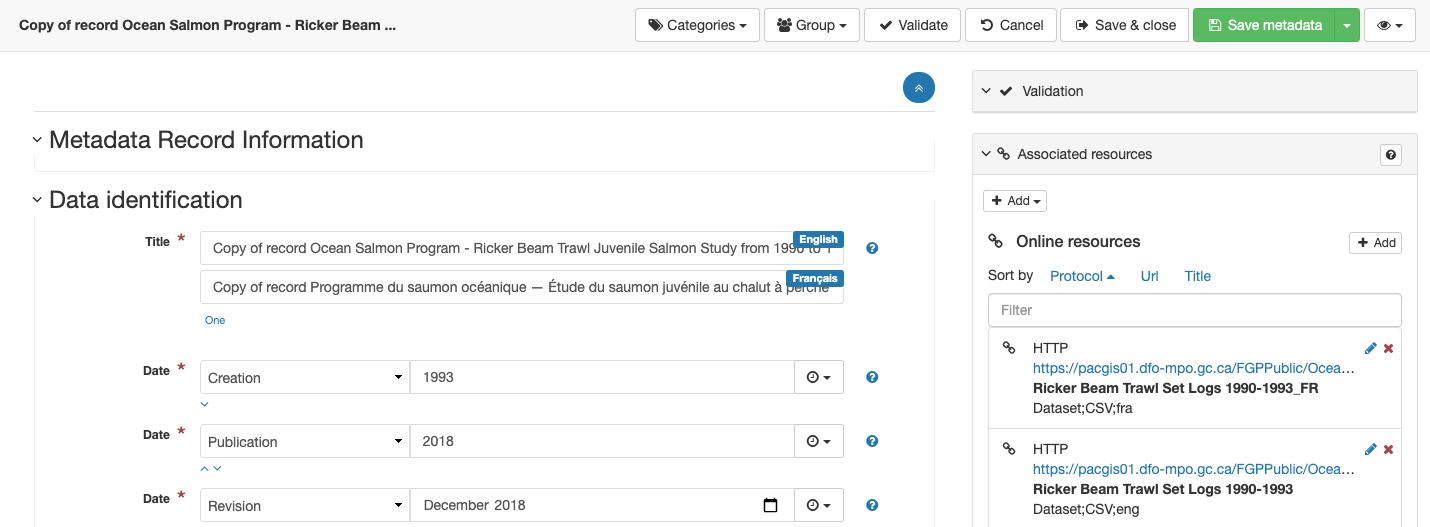 Copy of record Ocean Salmon Program - Ricker Beam ...
Categories
Group
Validate
Cancel
Save & close
Save metadata
Metadata Record Information
Data identification
Title *
Copy of record Ocean Salmon Program - Ricker Beam Trawl Juvenile Salmon Study from 1990 to 1
English
Copy of record Programme du saumon océanique — Étude du saumon juvénile au chalut à perche
Français
One
Date *
Creation
1993
Date *
Publication
2018
Date *
Revision
December 2018
Validation
Associated resources
+ Add
Online resources
+ Add
Sort by Protocol Url Title
Filter
HTTP
https://pacgis01.dfo-mpo.gc.ca/FGPPublic/Ocea...
Ricker Beam Trawl Set Logs 1990-1993_FR
Dataset;CSV;fra
HTTP
https://pacgis01.dfo-mpo.gc.ca/FGPPublic/Ocea...
Ricker Beam Trawl Set Logs 1990-1993
Dataset;CSV;eng